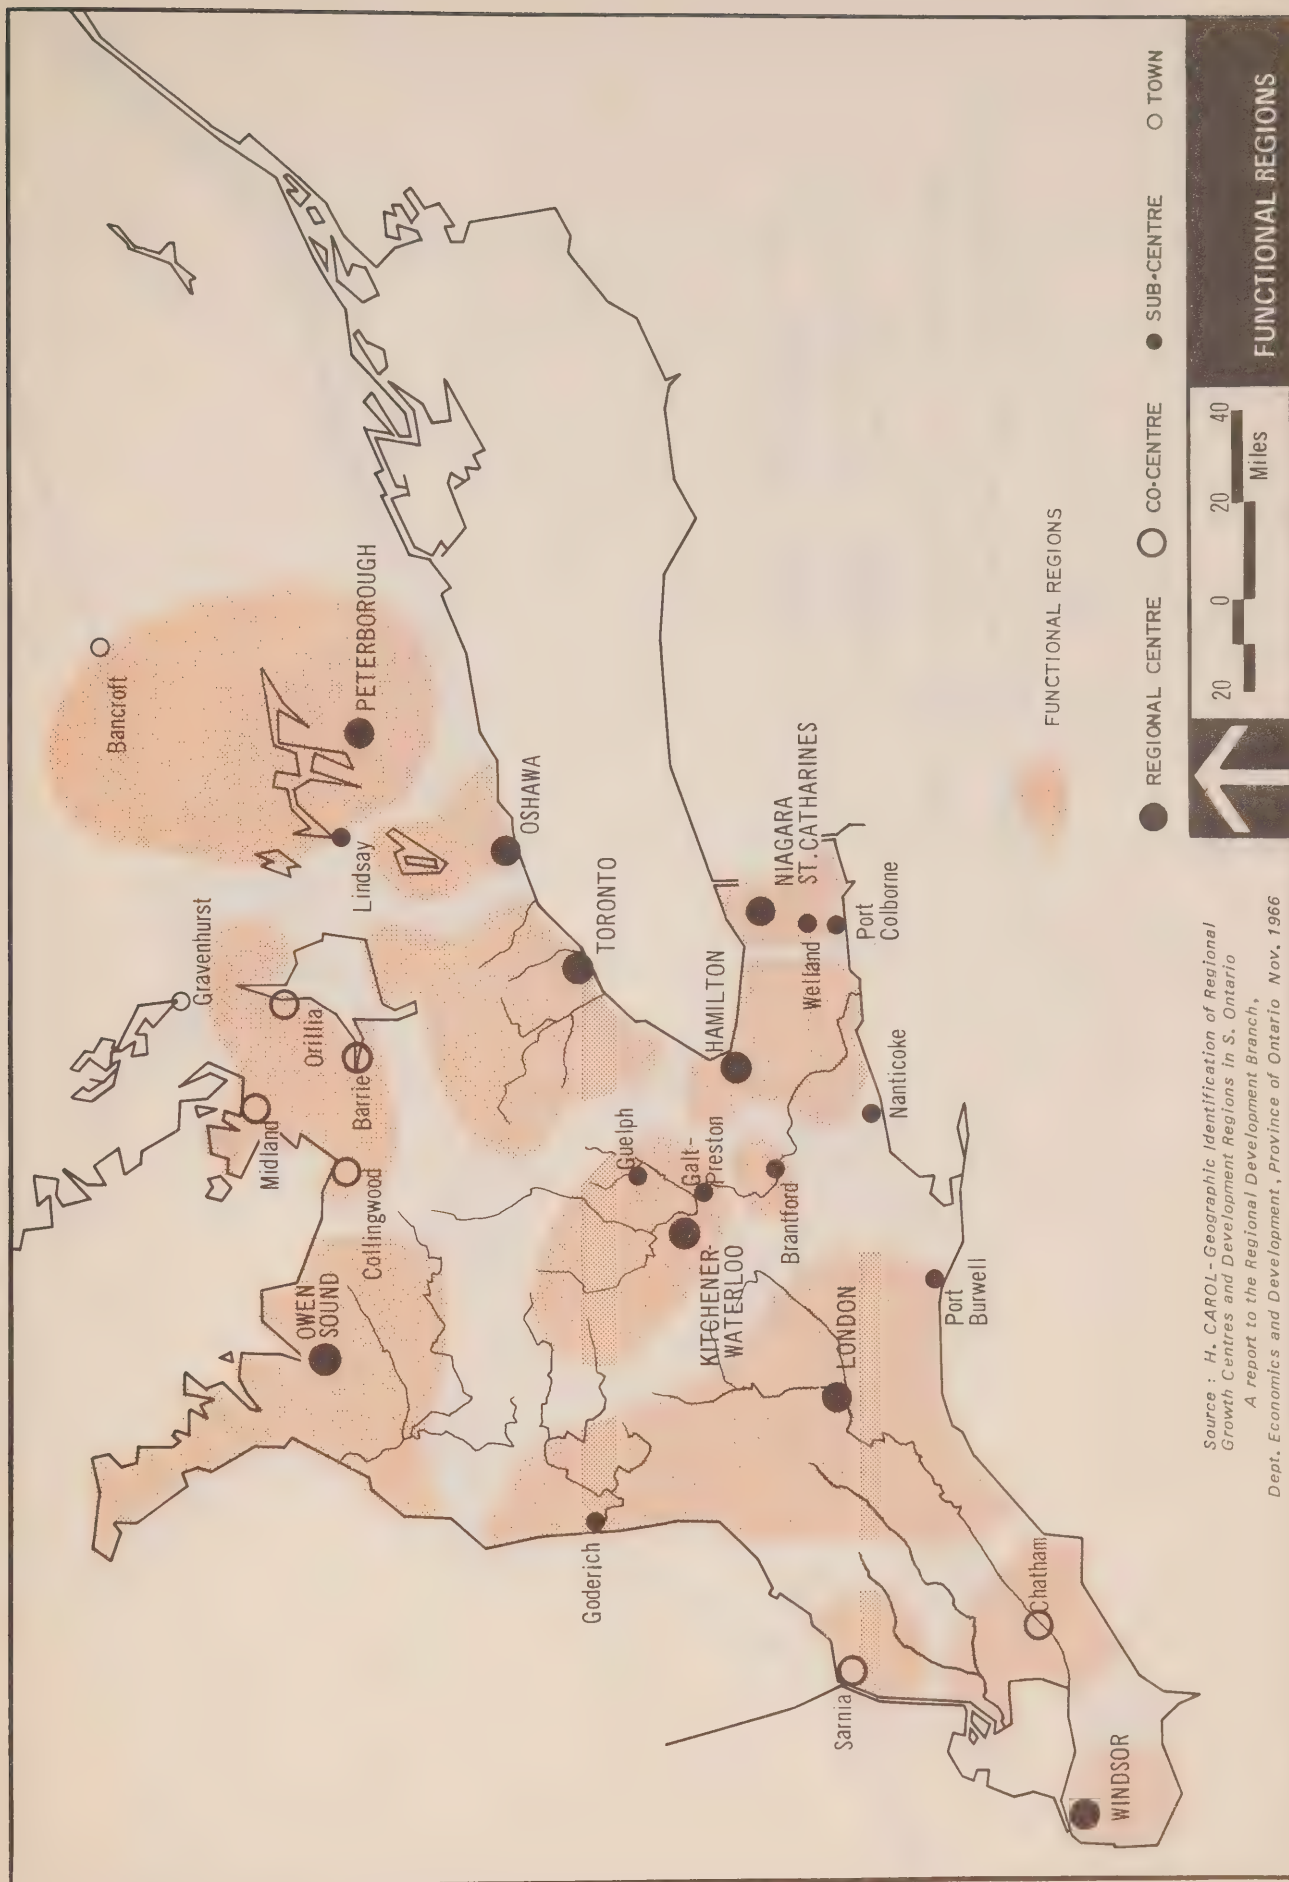 Bancroft
PETERBOROUGH
Lindsay
OSHAWA
Gravenhurst
Orillia
Barrie
Midland
Collingwood
TORONTO
OWEN
SOUND
Guelph
Galt-
Preston
KITCHENER-
WATERLOO
Brantford
HAMILTON
NIAGARA
ST. CATHARINES
Welland
Port
Colborne
Nanticoke
Port
Burwell
LONDON
Goderich
Sarnia
Chatham
WINDSOR
FUNCTIONAL REGIONS
REGIONAL CENTRE
CO-CENTRE
SUB-CENTRE
TOWN
20 0 20 40
Miles
FUNCTIONAL REGIONS
Source : H. CAROL - Geographic Identification of Regional
Growth Centres and Development Regions in S. Ontario
A report to the Regional Development Branch,
Dept. Economics and Development, Province of Ontario Nov. 1966